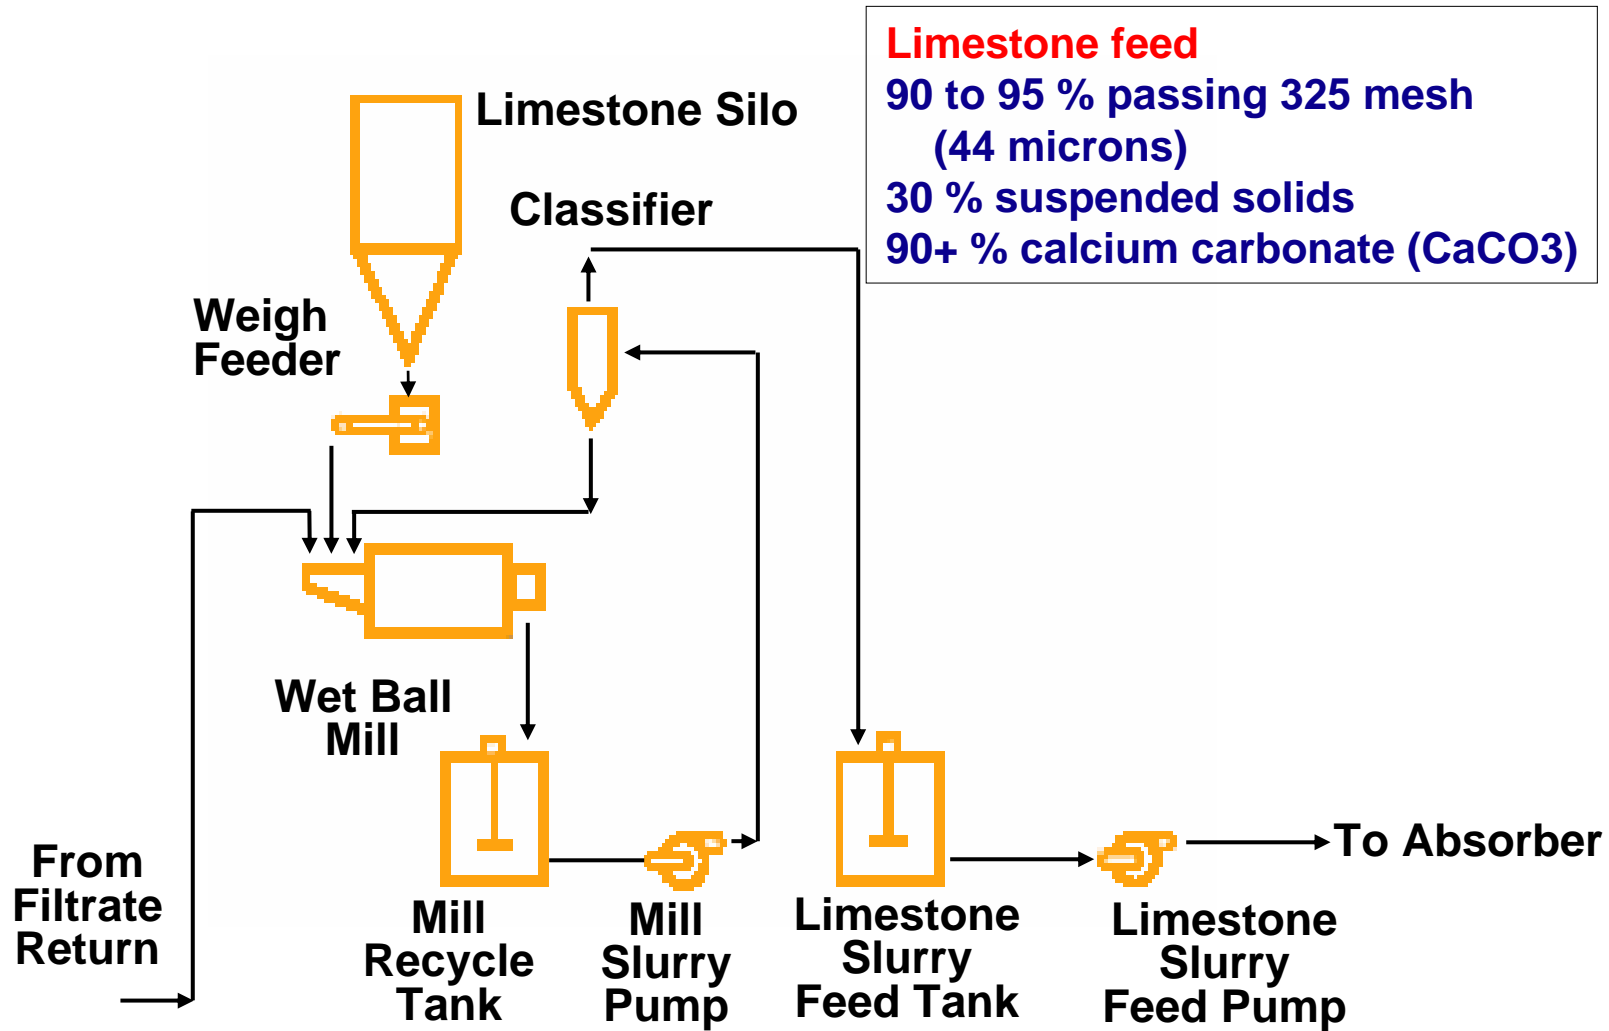 Limestone feed
90 to 95 % passing 325 mesh
(44 microns)
30 % suspended solids
90+ % calcium carbonate (CaCO3)
Limestone Silo
Classifier
Weigh
Feeder
Wet Ball
Mill
From
Filtrate
Return
Mill
Recycle
Tank
Mill
Slurry
Pump
Limestone
Slurry
Feed Tank
Limestone
Slurry
Feed Pump
To Absorber